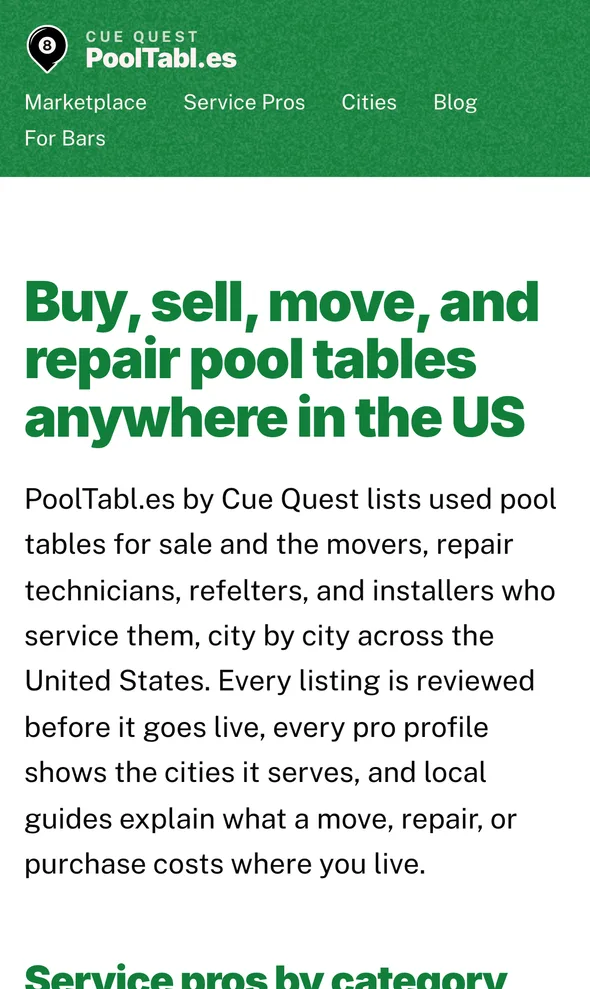 8
CUE QUEST
PoolTabl.es
Marketplace Service Pros Cities Blog
For Bars
Buy, sell, move, and
repair pool tables
anywhere in the US
PoolTabl.es by Cue Quest lists used pool
tables for sale and the movers, repair
technicians, refelters, and installers who
service them, city by city across the
United States. Every listing is reviewed
before it goes live, every pro profile
shows the cities it serves, and local
guides explain what a move, repair, or
purchase costs where you live.
Service pros by category